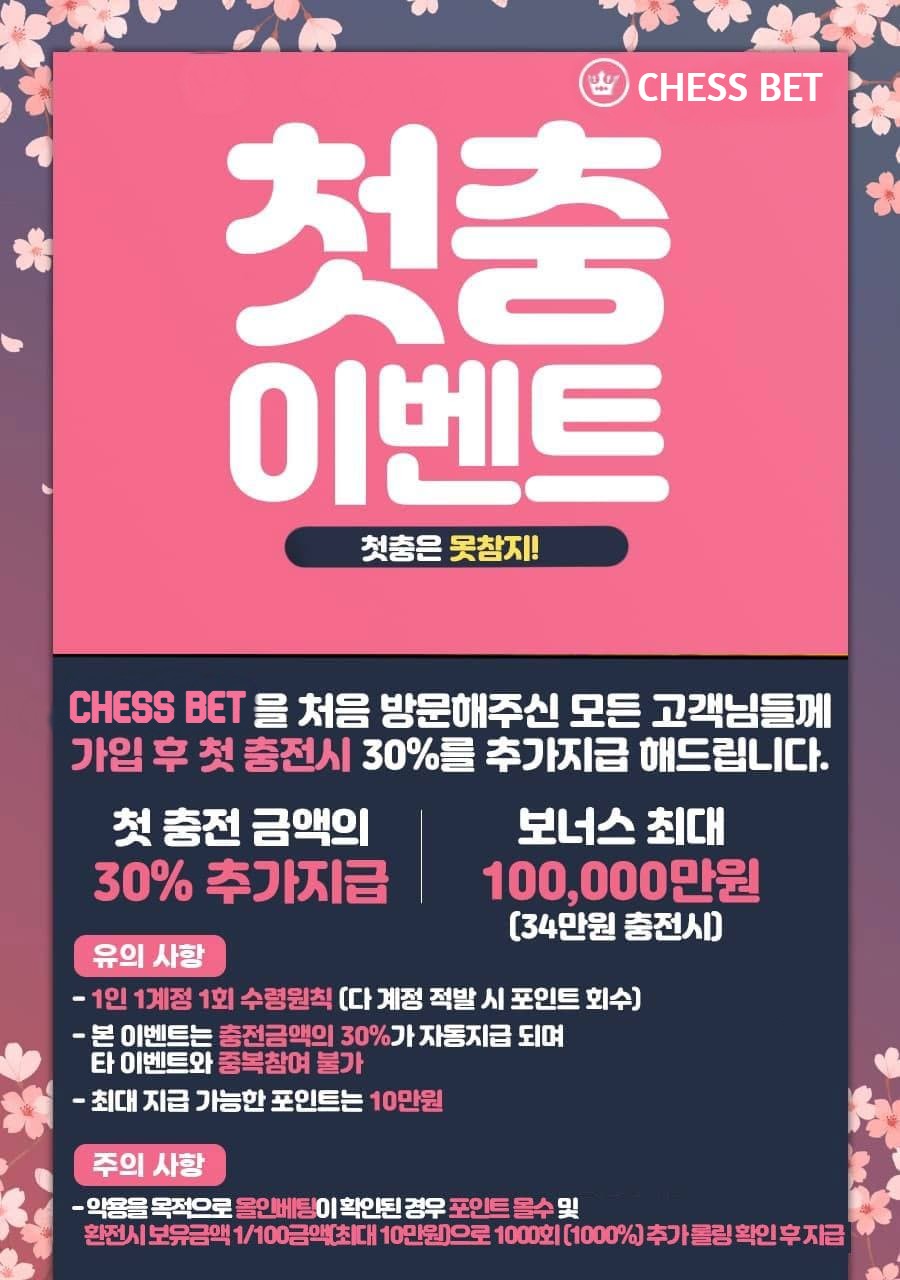 CHESS BET
첫충
이벤트
첫충은 못참지!
CHESS BET을 처음 방문해주신 모든 고객님들께
가입 후 첫 충전시 30%를 추가지급 해드립니다.
첫 충전 금액의
30% 추가지급
보너스 최대
100,000만원
(34만원 충전시)
유의 사항
- 1인 1계정 1회 수령원칙 (다 계정 적발 시 포인트 회수)
- 본 이벤트는 충전금액의 30%가 자동지급 되며
타 이벤트와 중복참여 불가
- 최대 지급 가능한 포인트는 10만원
주의 사항
- 악용을 목적으로 올인베팅이 확인된 경우 포인트 몰수 및
환전시 보유금액 1/100금액(최대 10만원)으로 1000회 (1000%) 추가 롤링 확인 후 지급